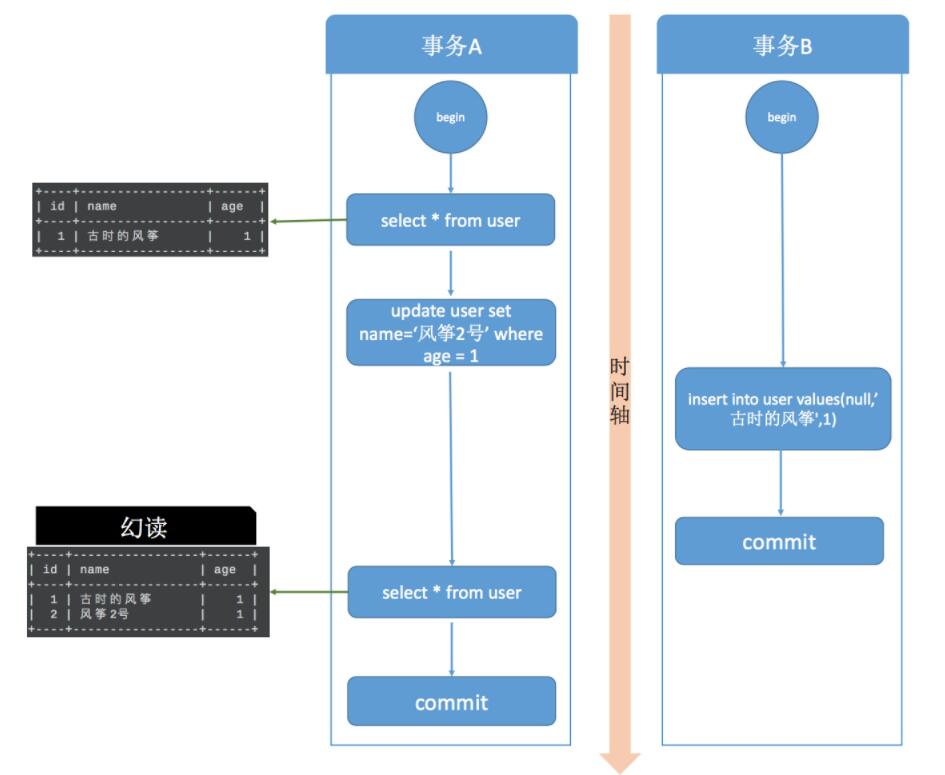 事务A
事务B
begin
begin
+----+-----------------+------+
| id | name | age |
+----+-----------------+------+
| 1 | 古时的风筝 | 1 |
+----+-----------------+------+
select * from user
update user set
name=‘风筝2号’ where
age = 1
时
间
轴
insert into user values(null,’
古时的风筝',1)
commit
幻读
+----+-----------------+------+
| id | name | age |
+----+-----------------+------+
| 1 | 古时的风筝 | 1 |
| 2 | 风筝2号 | 1 |
+----+-----------------+------+
select * from user
commit